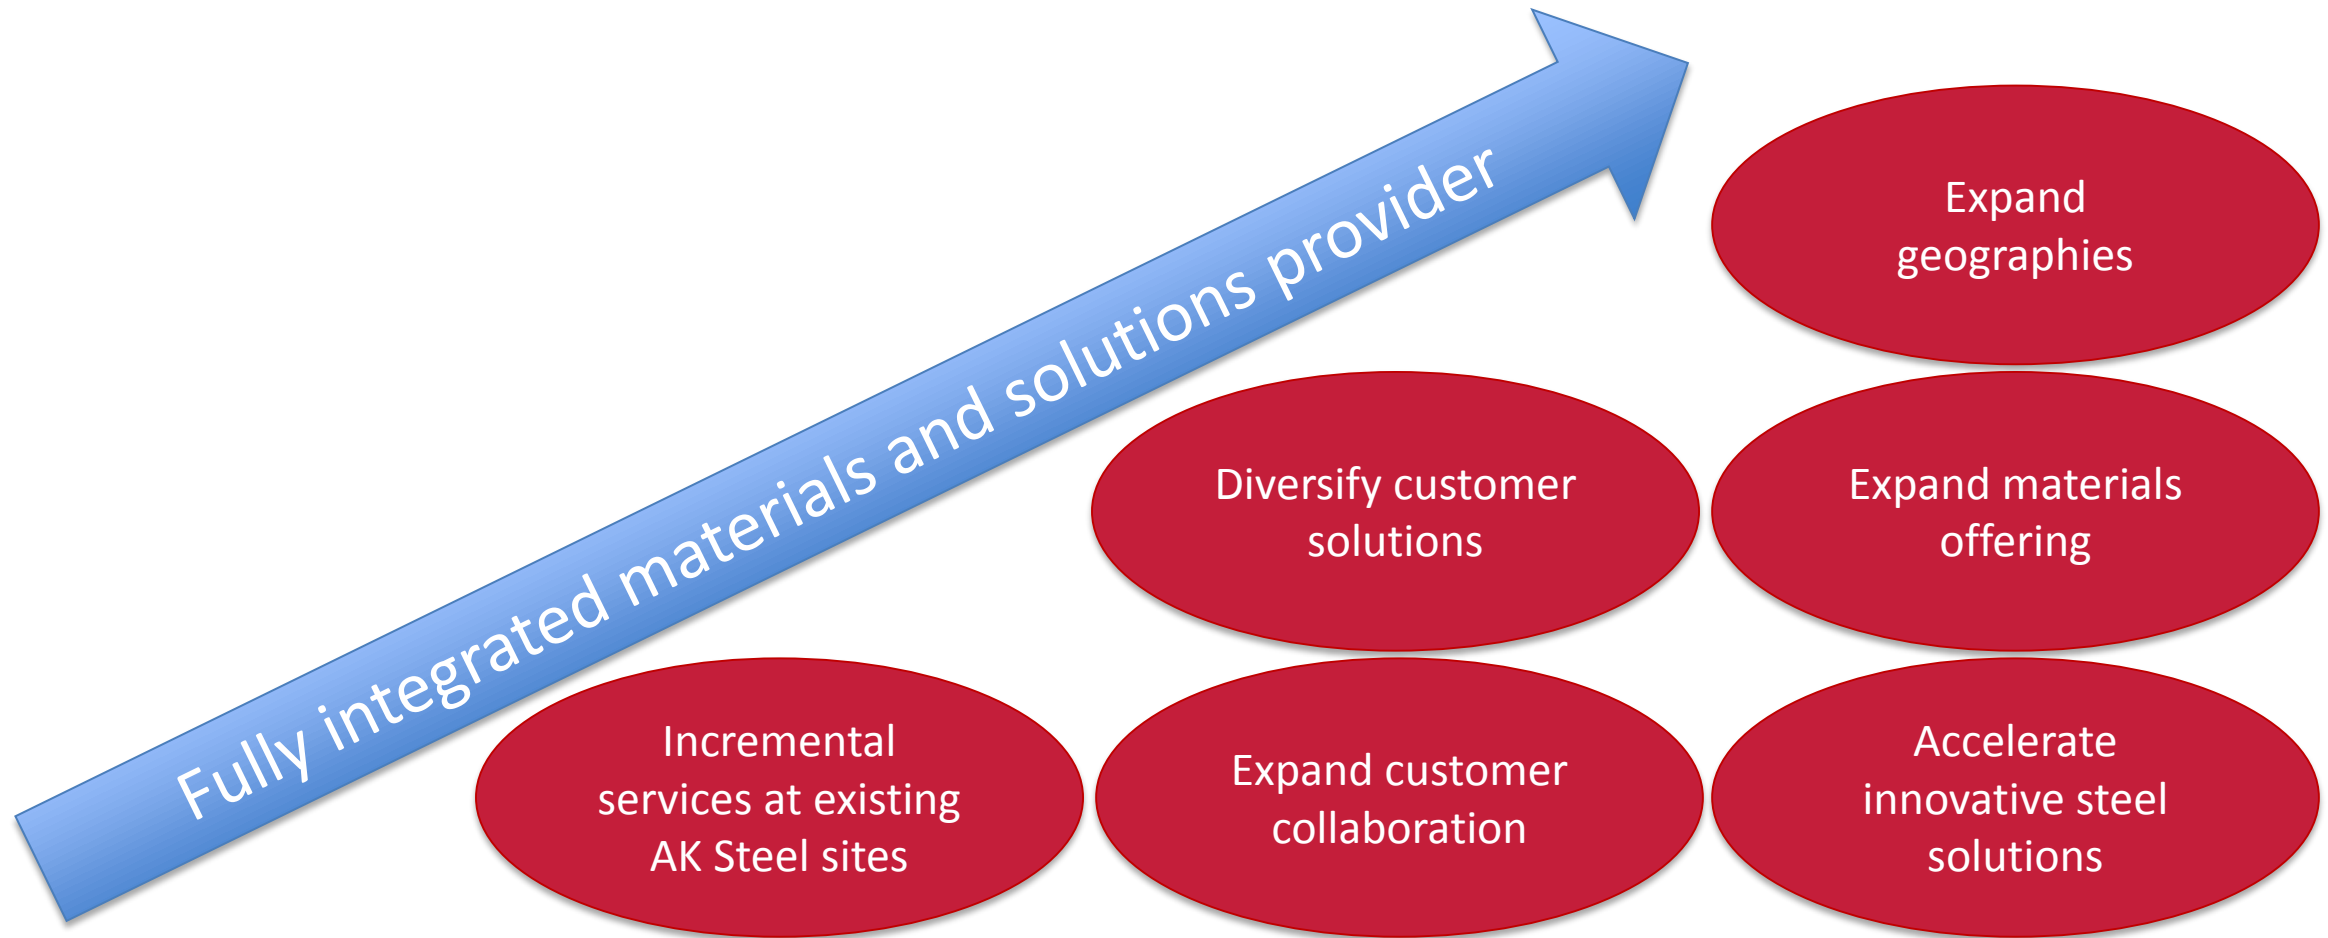 Fully integrated materials and solutions provider
Expand
geographies
Diversify customer
solutions
Expand materials
offering
Incremental
services at existing
AK Steel sites
Expand customer
collaboration
Accelerate
innovative steel
solutions